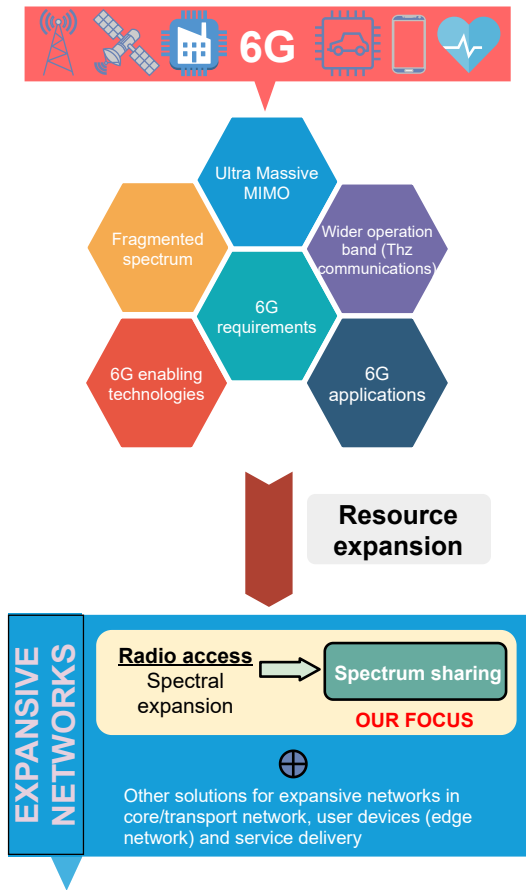 6G
Ultra Massive
MIMO
Fragmented
spectrum
Wider operation
band (Thz
communications)
6G
requirements
6G enabling
technologies
6G
applications
Resource
expansion
EXPANSIVE
NETWORKS
Radio access
Spectral
expansion
Spectrum sharing
OUR FOCUS
Other solutions for expansive networks in
core/transport network, user devices (edge
network) and service delivery